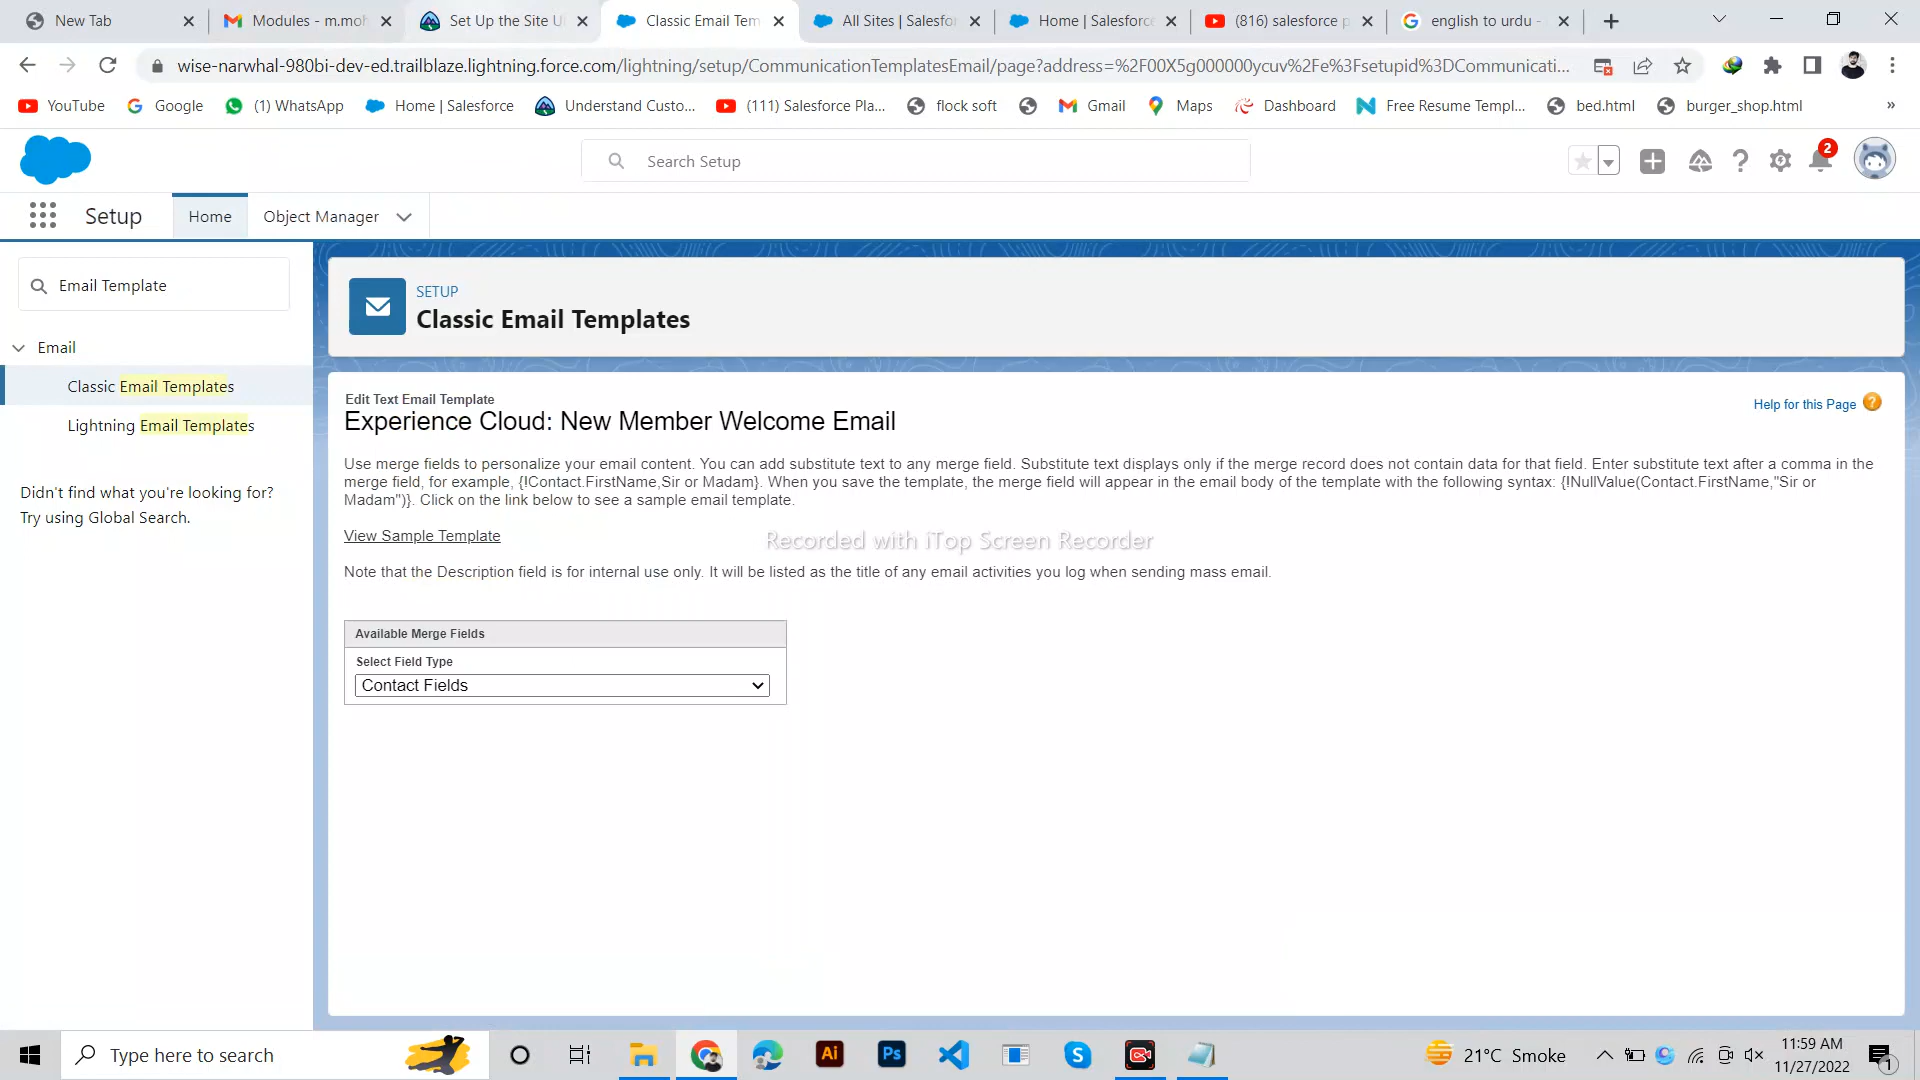 New Tab
Modules - m.moh
Set Up the Site U
Classic Email Tem
All Sites | Salesfor
Home | Salesforce
(816) salesforce p
english to urdu -
wise-narwhal-980bi-dev-ed.trailblaze.lightning.force.com/lightning/setup/CommunicationTemplatesEmail/page?address=%2F00X5g000000ycuv%2Fe%3Fsetupid%3DCommunicati...
YouTube
Google
(1) WhatsApp
Home | Salesforce
Understand Custo...
(111) Salesforce Pla...
flock soft
Gmail
Maps
Dashboard
Free Resume Templ...
bed.html
burger_shop.html
»
Search Setup
2
Setup
Home
Object Manager
Email Template
Email
Classic Email Templates
Lightning Email Templates
Didn't find what you're looking for?
Try using Global Search.
SETUP
Classic Email Templates
Edit Text Email Template
Experience Cloud: New Member Welcome Email
Help for this Page
Use merge fields to personalize your email content. You can add substitute text to any merge field. Substitute text displays only if the merge record does not contain data for that field. Enter substitute text after a comma in the
merge field, for example, {!Contact.FirstName,Sir or Madam}. When you save the template, the merge field will appear in the email body of the template with the following syntax: {!NullValue(Contact.FirstName,"Sir or
Madam")}. Click on the link below to see a sample email template.
View Sample Template
Recorded with iTop Screen Recorder
Note that the Description field is for internal use only. It will be listed as the title of any email activities you log when sending mass email.
Available Merge Fields
Select Field Type
Contact Fields
Type here to search
Ai
Ps
21°C Smoke
11:59 AM
11/27/2022
1